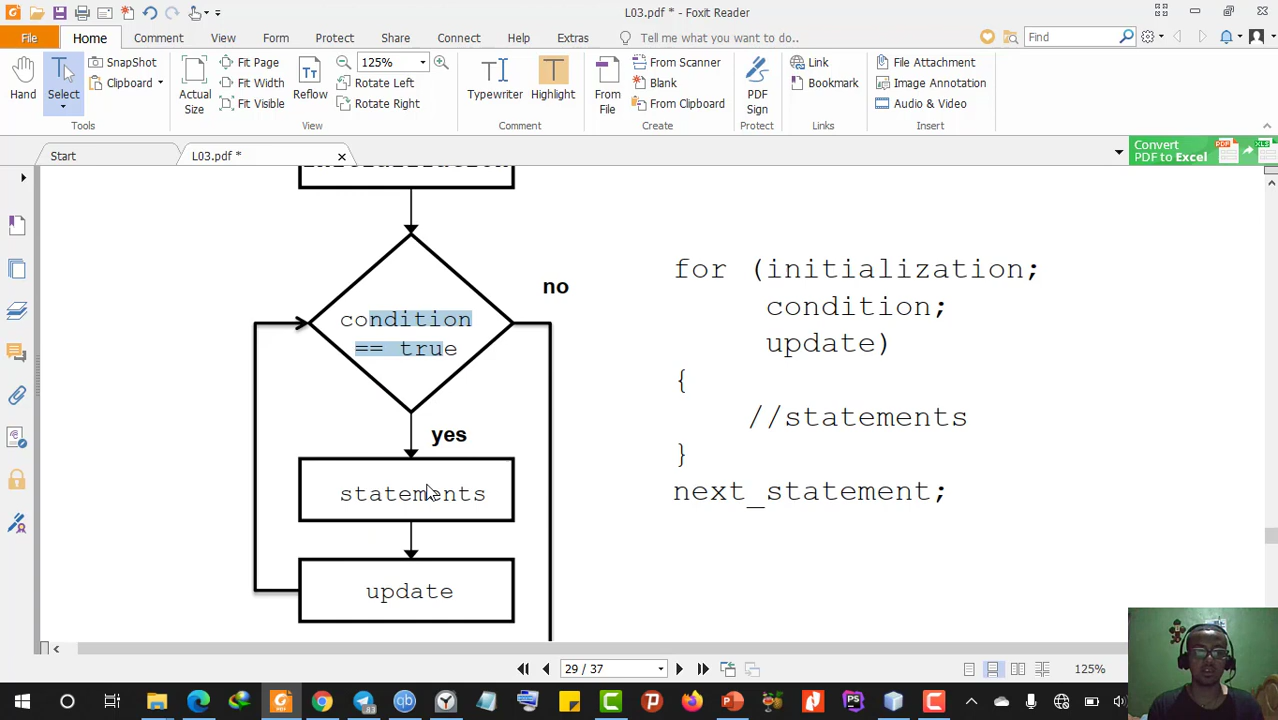 L03.pdf * - Foxit Reader
File Home Comment View Form Protect Share Connect Help Extras Tell me what you want to do.. Find
Hand
Select
SnapShot
Clipboard
Tools
Actual Size
Fit Page
Fit Width
Fit Visible
Reflow
125%
Rotate Left
Rotate Right
View
Typewriter
Highlight
Comment
From File
From Scanner
Blank
From Clipboard
Create
PDF Sign
Protect
Link
Bookmark
Links
File Attachment
Image Annotation
Audio & Video
Insert
Start
L03.pdf *
Convert
PDF to Excel
condition
== true
no
yes
statements
update
for (initialization;
condition;
update)
{
//statements
}
next_statement;
29 / 37
125%